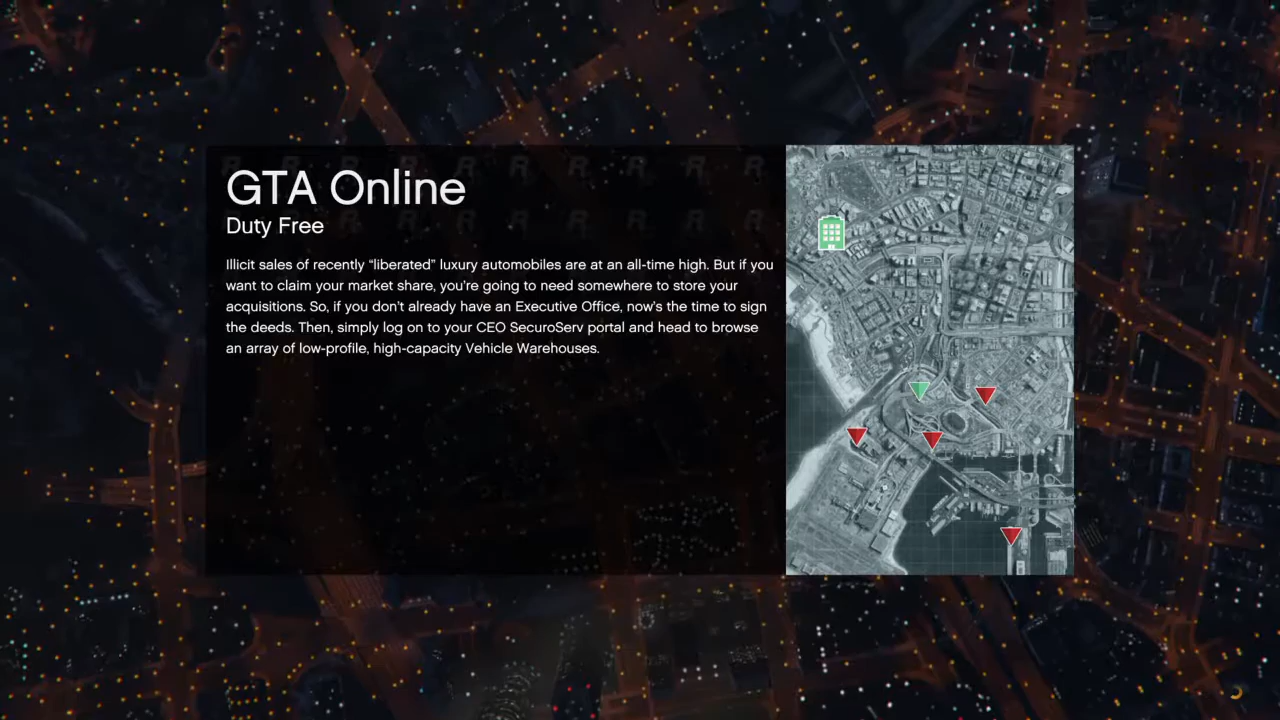 GTA Online
Duty Free
Illicit sales of recently “liberated” luxury automobiles are at an all-time high. But if you
want to claim your market share, you’re going to need somewhere to store your
acquisitions. So, if you don’t already have an Executive Office, now’s the time to sign
the deeds. Then, simply log on to your CEO SecuroServ portal and head to browse
an array of low-profile, high-capacity Vehicle Warehouses.